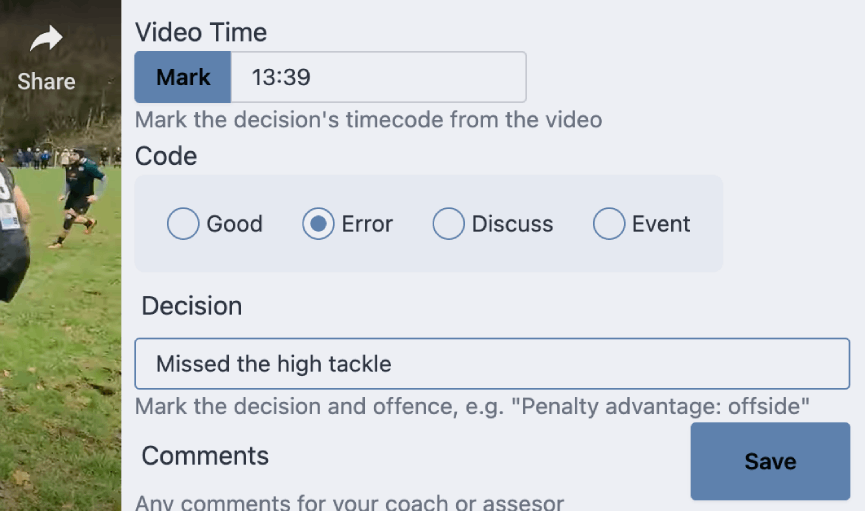 Share
Video Time
Mark 13:39
Mark the decision's timecode from the video
Code
Good Error Discuss Event
Decision
Missed the high tackle
Mark the decision and offence, e.g. "Penalty advantage: offside"
Comments
Save
Any comments for your coach or assesor